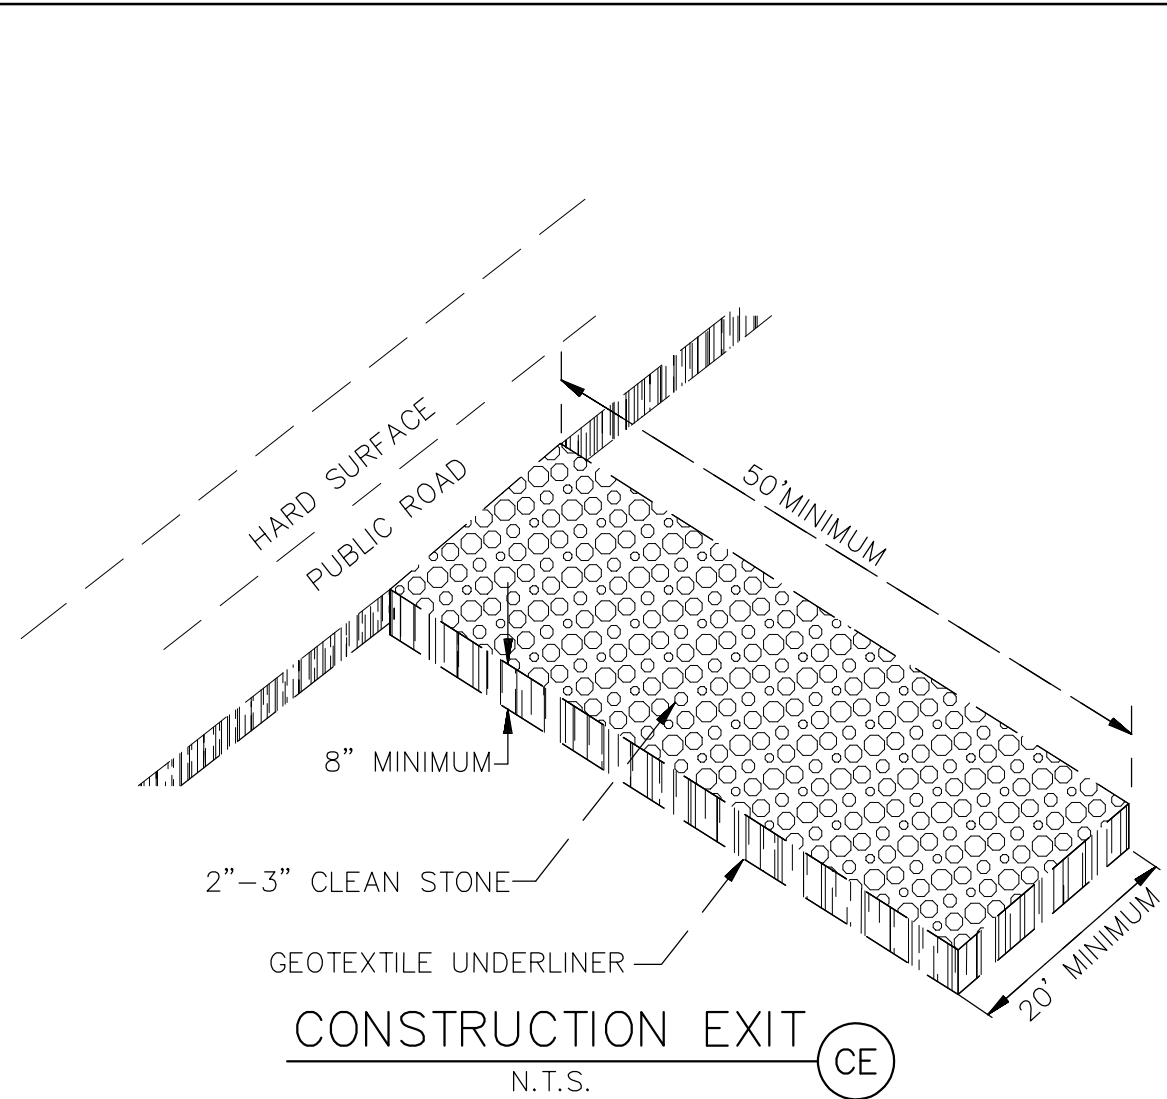 HARD SURFACE
PUBLIC ROAD
50'MINIMUM
8" MINIMUM
2"-3" CLEAN STONE
GEOTEXTILE UNDERLINER
20' MINIMUM
CONSTRUCTION EXIT
CE
N.T.S.